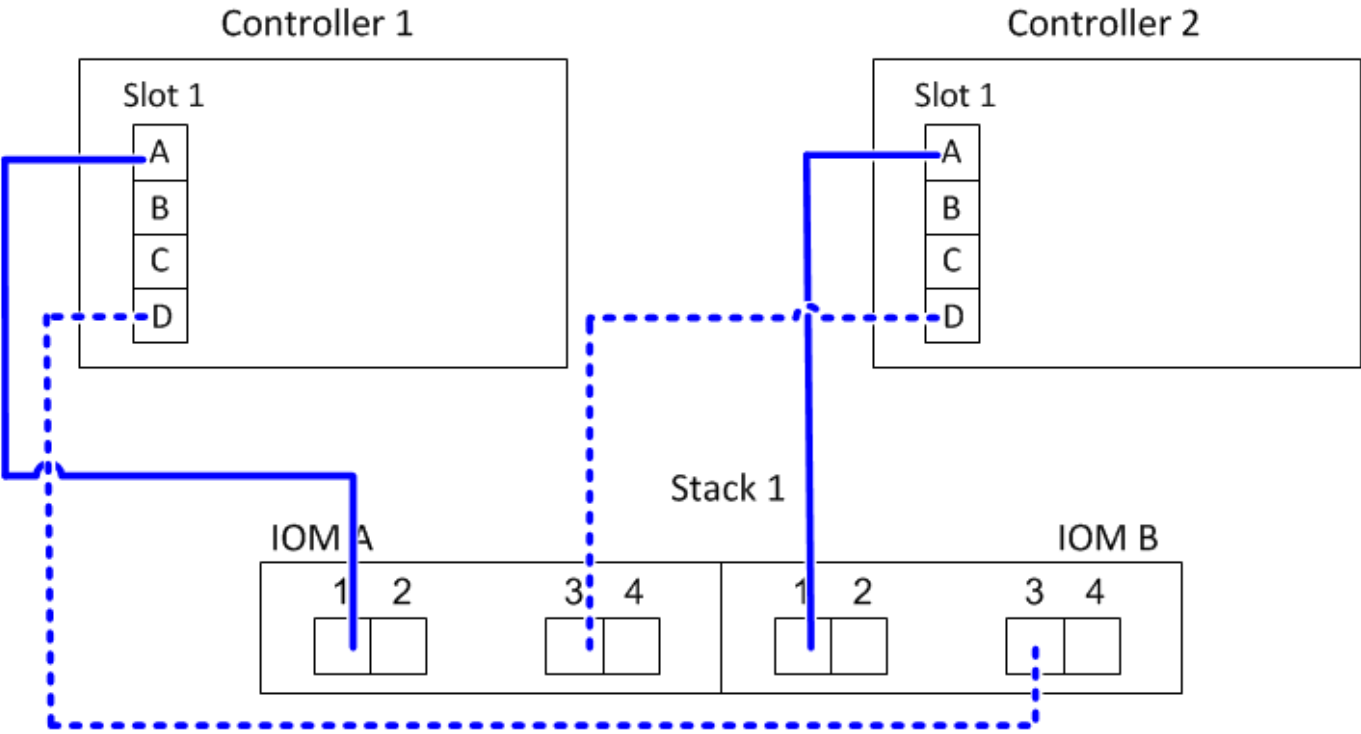 Controller 1
Controller 2
Slot 1
A
B
C
D
Slot 1
A
B
C
D
Stack 1
IOM A
IOM B
1 2 3 4 1 2 3 4